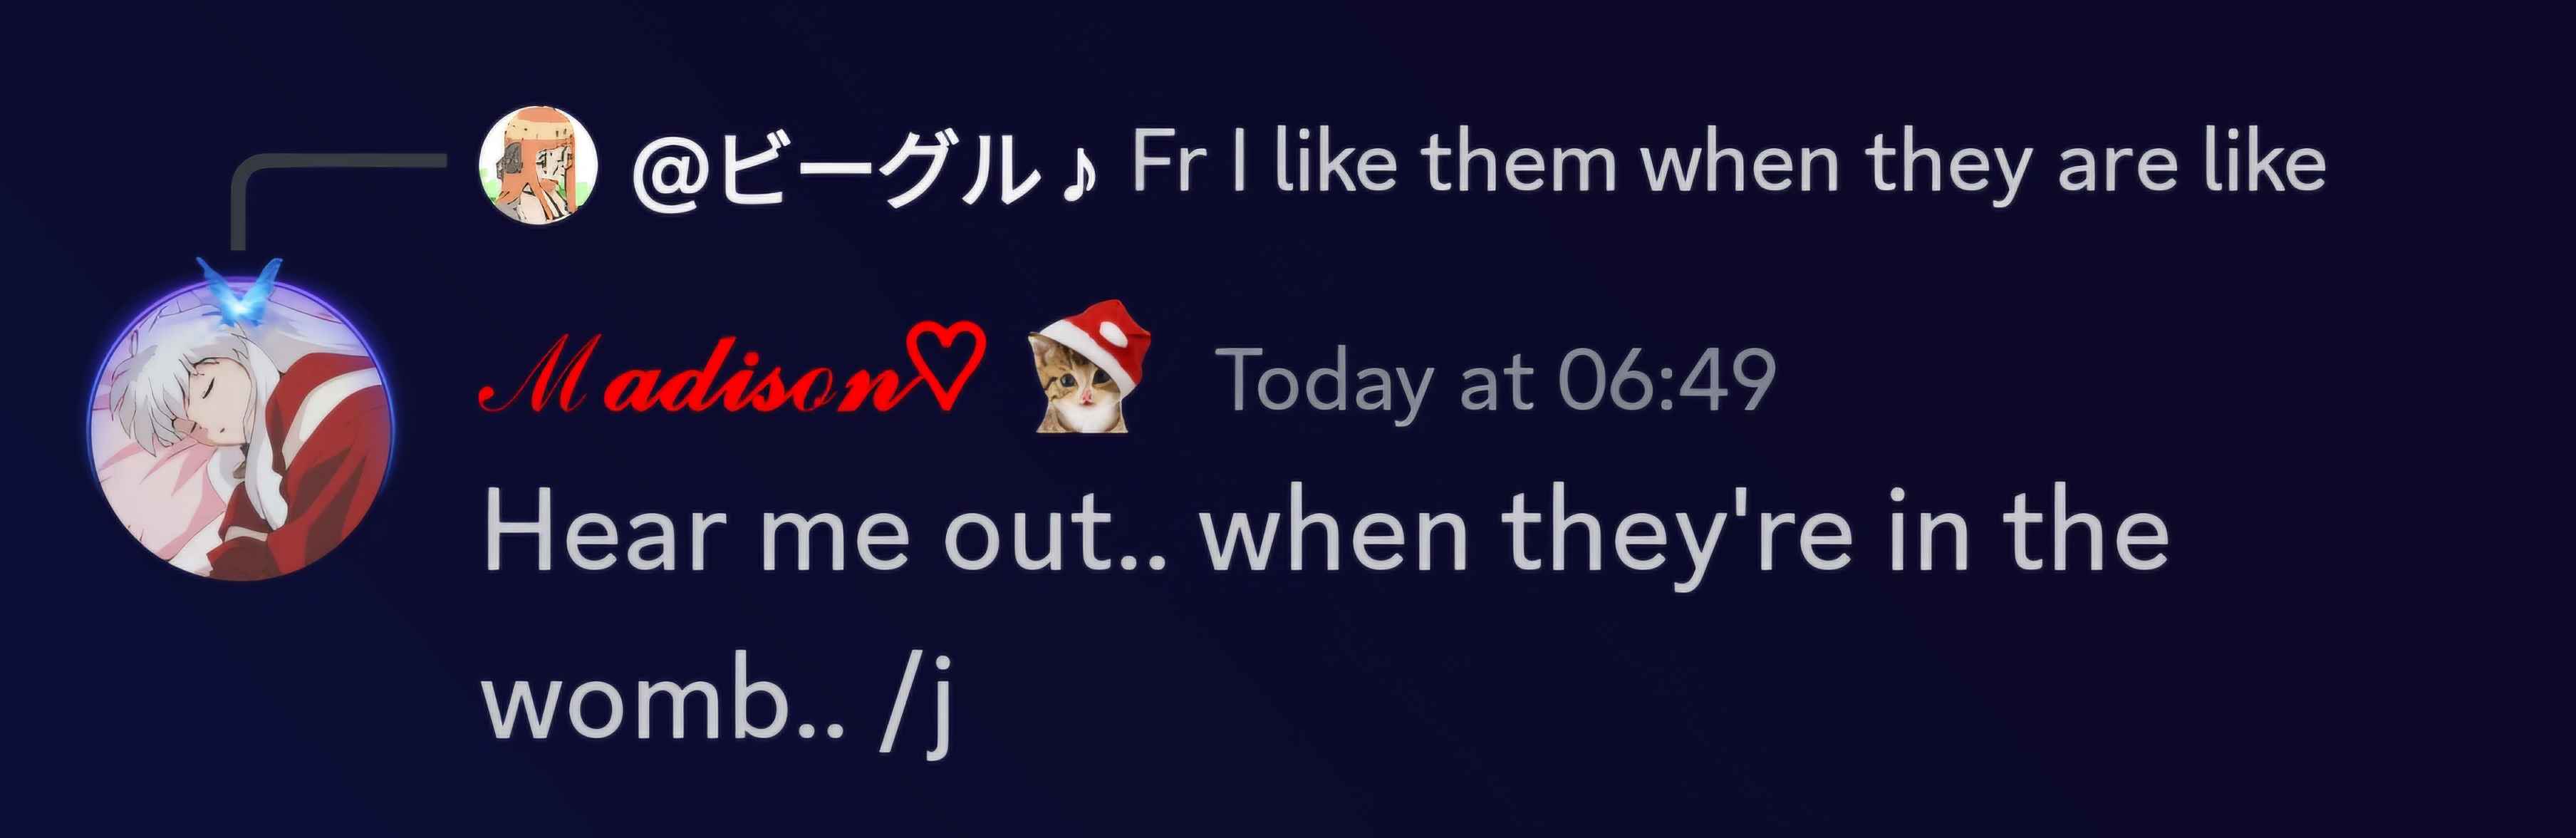 @ビーグル♪ Fr I like them when they are like
Madison♡ Today at 06:49
Hear me out.. when they're in the
womb.. /j